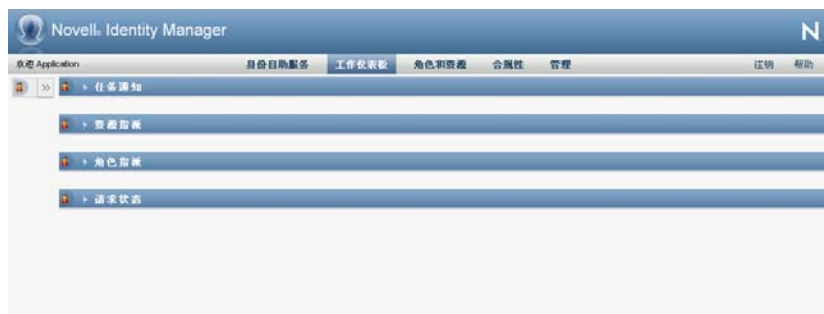 Novell® Identity Manager
N
欢迎 Application 身份自助服务 工作仪表板 角色和资源 合规性 管理 注销 帮助
任务通知
资源指派
角色指派
请求状态